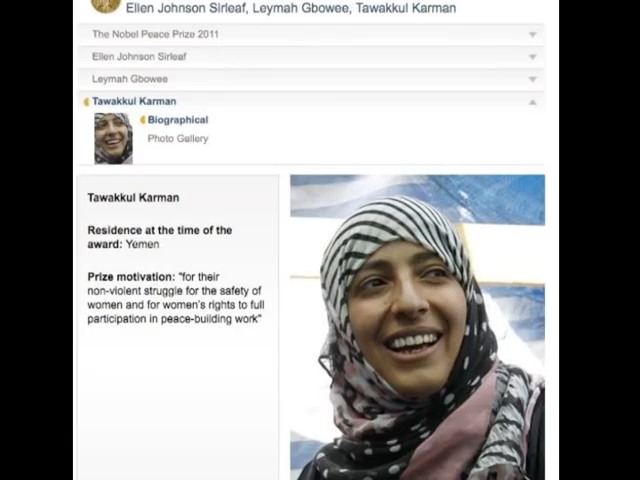 Ellen Johnson Sirleaf, Leymah Gbowee, Tawakkul Karman
The Nobel Peace Prize 2011
Ellen Johnson Sirleaf
Leymah Gbowee
Tawakkul Karman
Biographical
Photo Gallery
Tawakkul Karman
Residence at the time of the
award: Yemen
Prize motivation: "for their
non-violent struggle for the safety of
women and for women's rights to full
participation in peace-building work"